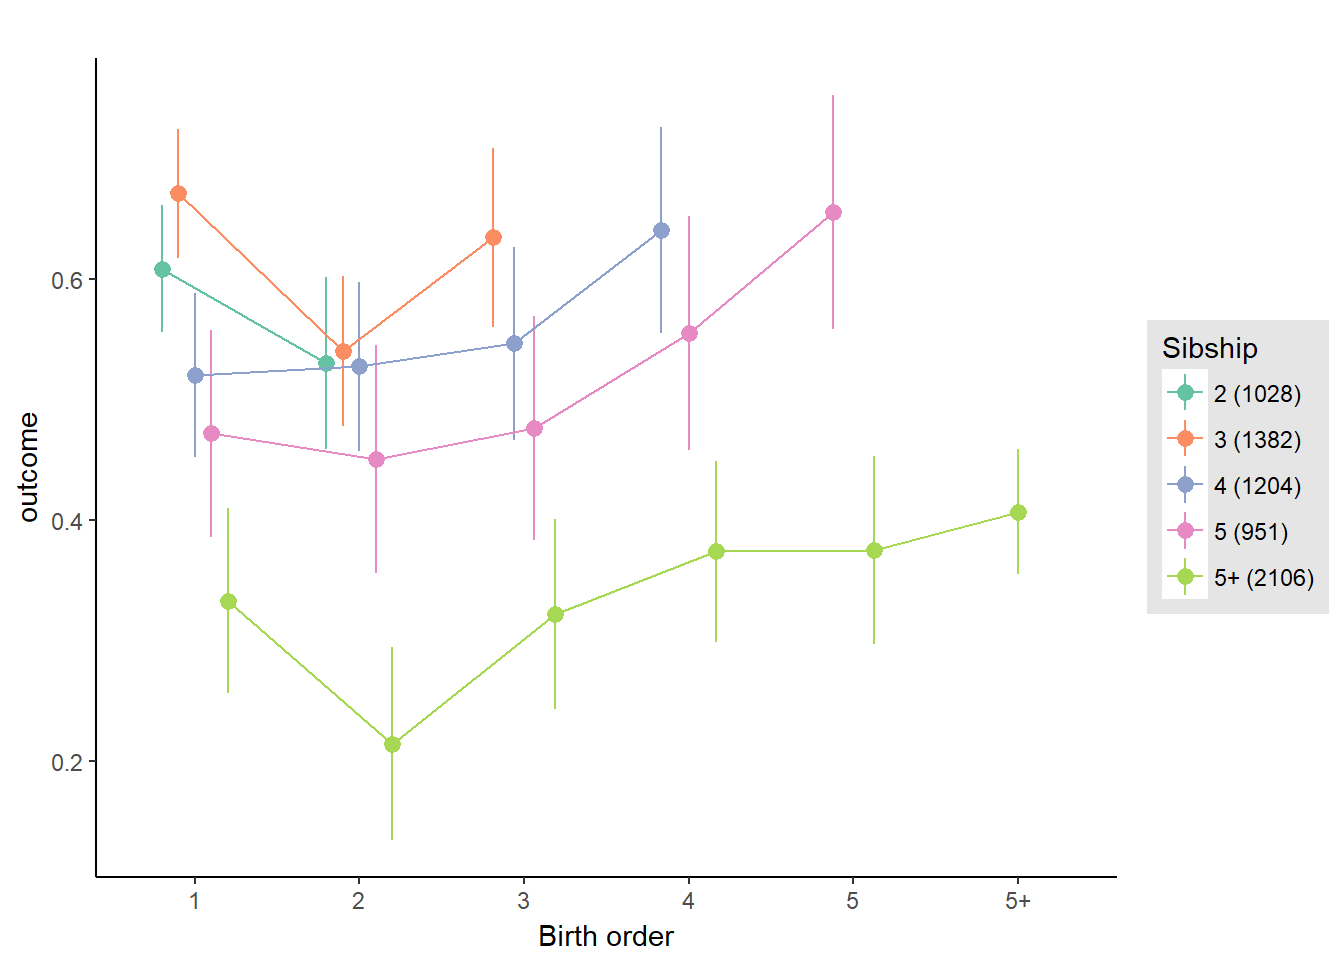 outcome
0.6
0.4
0.2
1 2 3 4 5 5+
Birth order
Sibship
2 (1028)
3 (1382)
4 (1204)
5 (951)
5+ (2106)